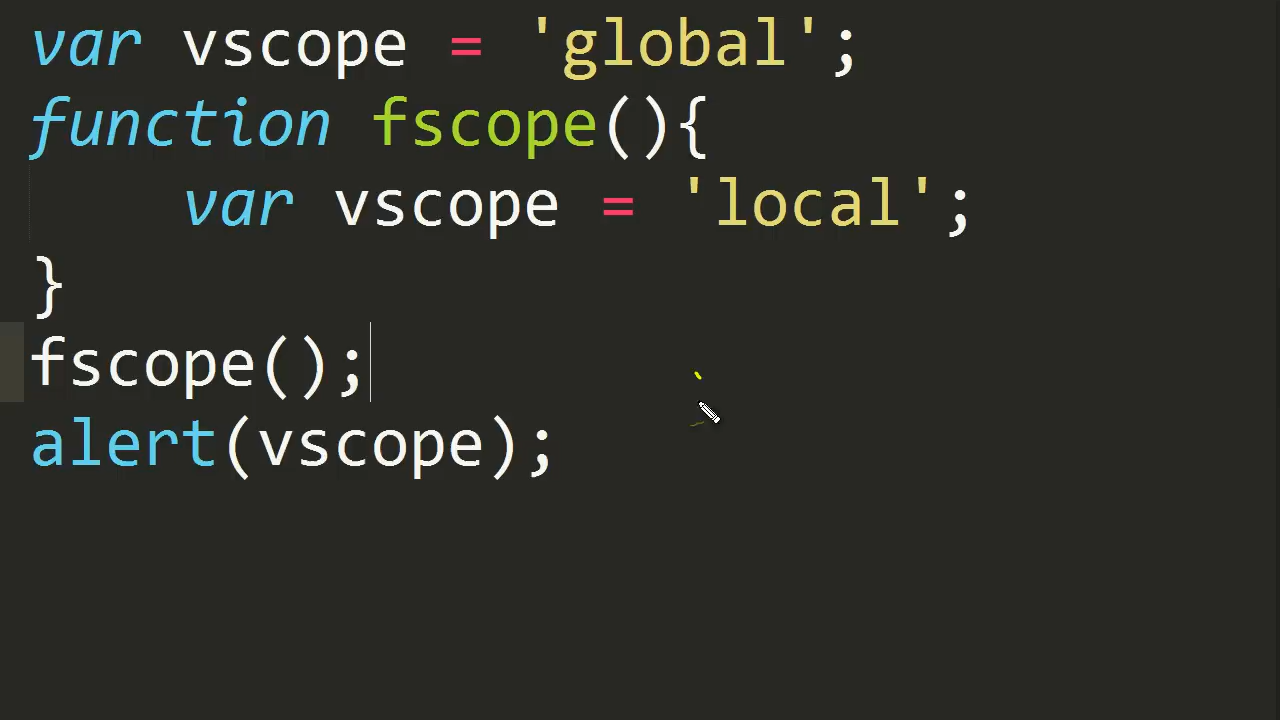 var vscope = 'global';
function fscope(){
    var vscope = 'local';
}
fscope();
alert(vscope);